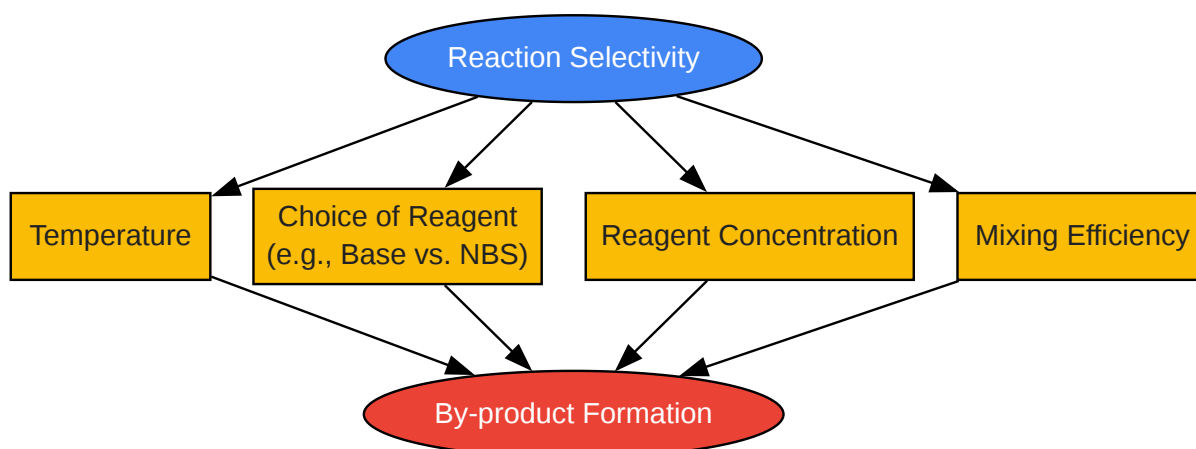 Reaction Selectivity
Temperature
Choice of Reagent
(e.g., Base vs. NBS)
Reagent Concentration
Mixing Efficiency
By-product Formation